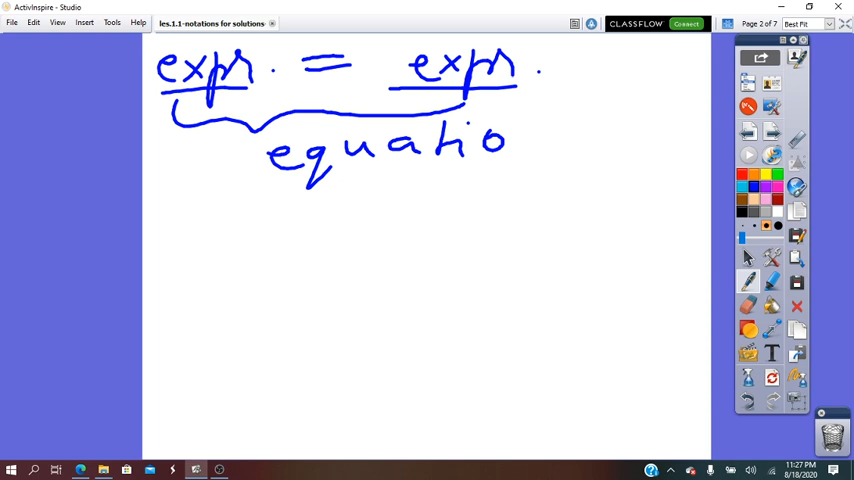 ActivInspire - Studio
File Edit View Insert Tools Help les.1.1-notations for solutions CLASSFLOW Connect Page 2 of 7 Best Fit
expr. = expr.
equatio
T
11:27 PM
8/18/2020